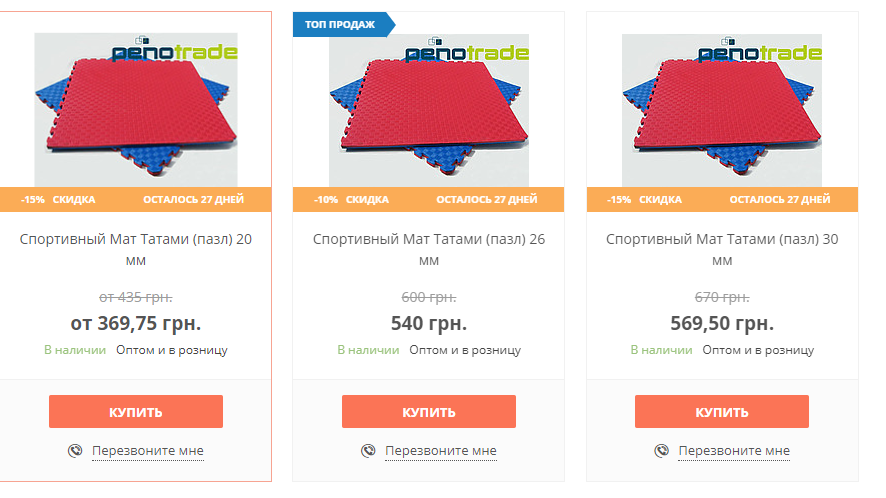 penotrade
-15% СКИДКА ОСТАЛОСЬ 27 ДНЕЙ
Спортивный Мат Татами (пазл) 20
мм
от 435 грн.
от 369,75 грн.
В наличии Оптом и в розницу
КУПИТЬ
Перезвоните мне
ТОП ПРОДАЖ
penotrade
-10% СКИДКА ОСТАЛОСЬ 27 ДНЕЙ
Спортивный Мат Татами (пазл) 26
мм
600 грн.
540 грн.
В наличии Оптом и в розницу
КУПИТЬ
Перезвоните мне
penotrade
-15% СКИДКА ОСТАЛОСЬ 27 ДНЕЙ
Спортивный Мат Татами (пазл) 30
мм
670 грн.
569,50 грн.
В наличии Оптом и в розницу
КУПИТЬ
Перезвоните мне